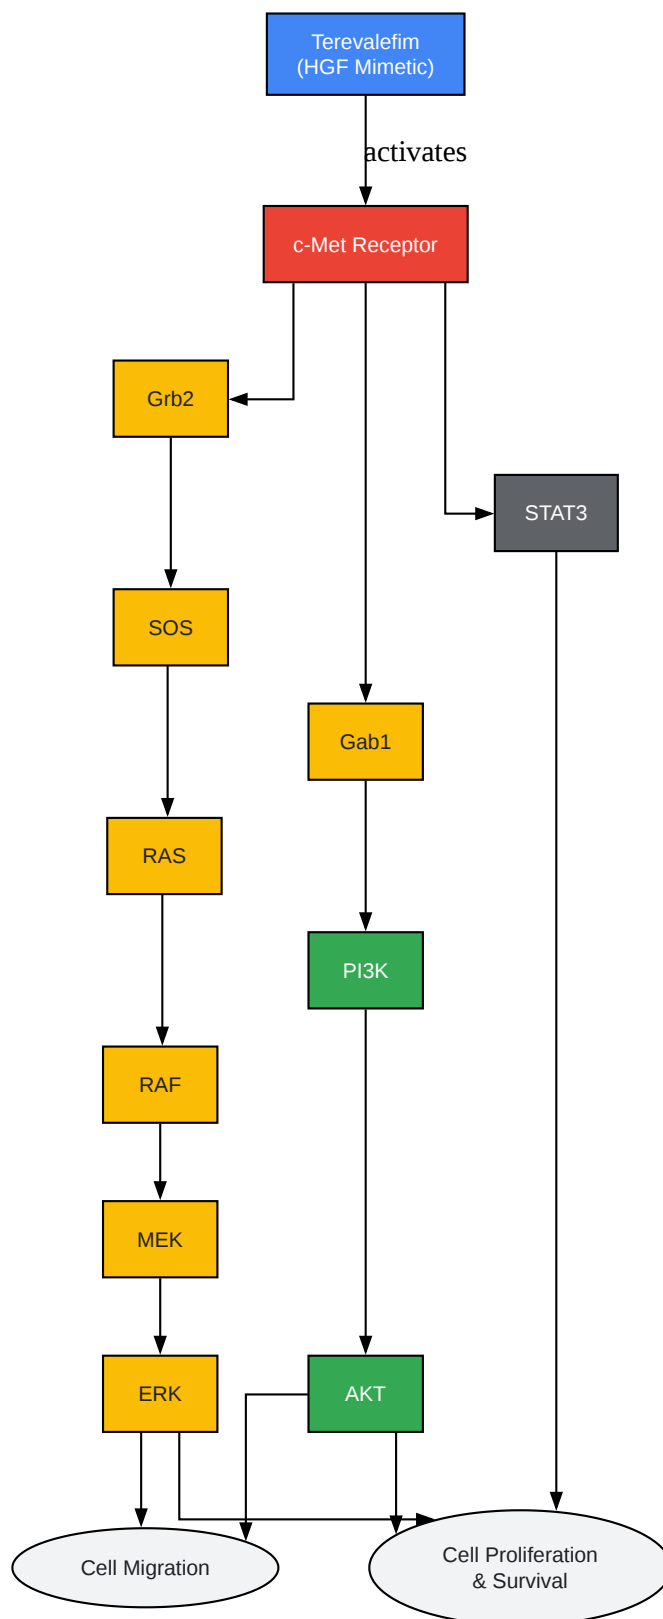 Terevalefim
(HGF Mimetic)
activates
c-Met Receptor
Grb2
STAT3
SOS
Gab1
RAS
PI3K
RAF
MEK
ERK
AKT
Cell Migration
Cell Proliferation
& Survival